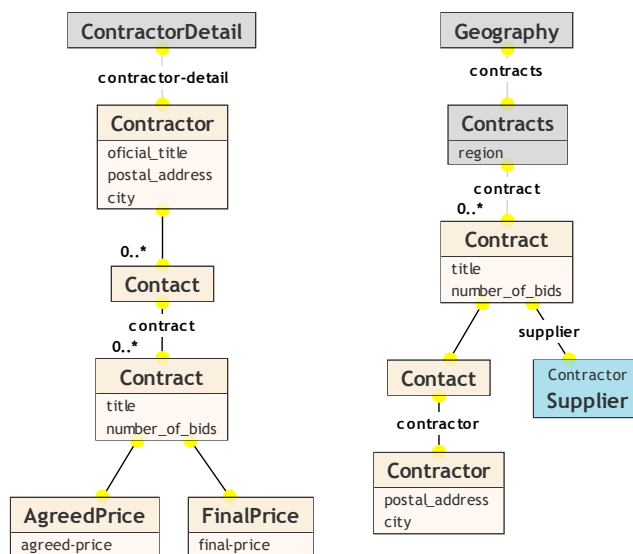 ContractorDetail
contractor-detail
Contractor
oficial_title
postal_address
city
0..*
Contact
contract
0..*
Contract
title
number_of_bids
AgreedPrice
agreed-price
FinalPrice
final-price
Geography
contracts
Contracts
region
contract
0..*
Contract
title
number_of_bids
supplier
Contact
contractor
Contractor
postal_address
city
Contractor
Supplier